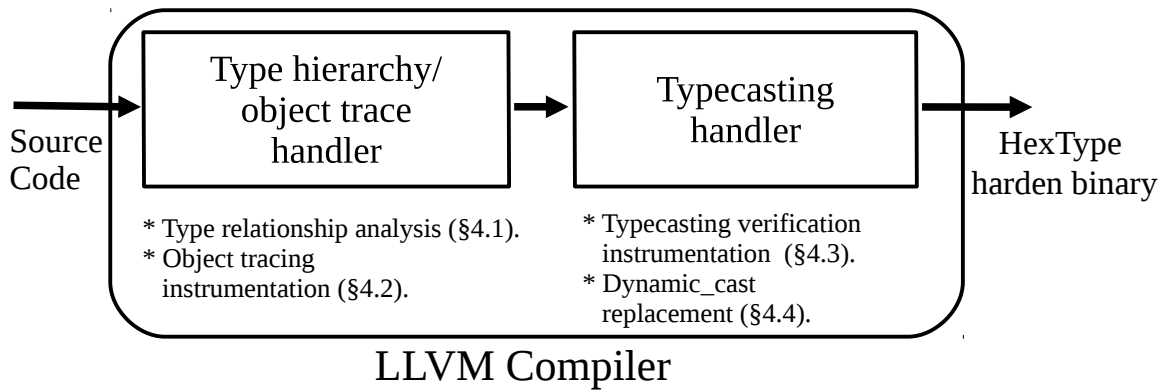 Type hierarchy/
object trace
handler
Typecasting
handler
Source
Code
HexType
harden binary
* Type relationship analysis (§4.1).
* Object tracing
instrumentation (§4.2).
* Typecasting verification
instrumentation (§4.3).
* Dynamic_cast
replacement (§4.4).
LLVM Compiler